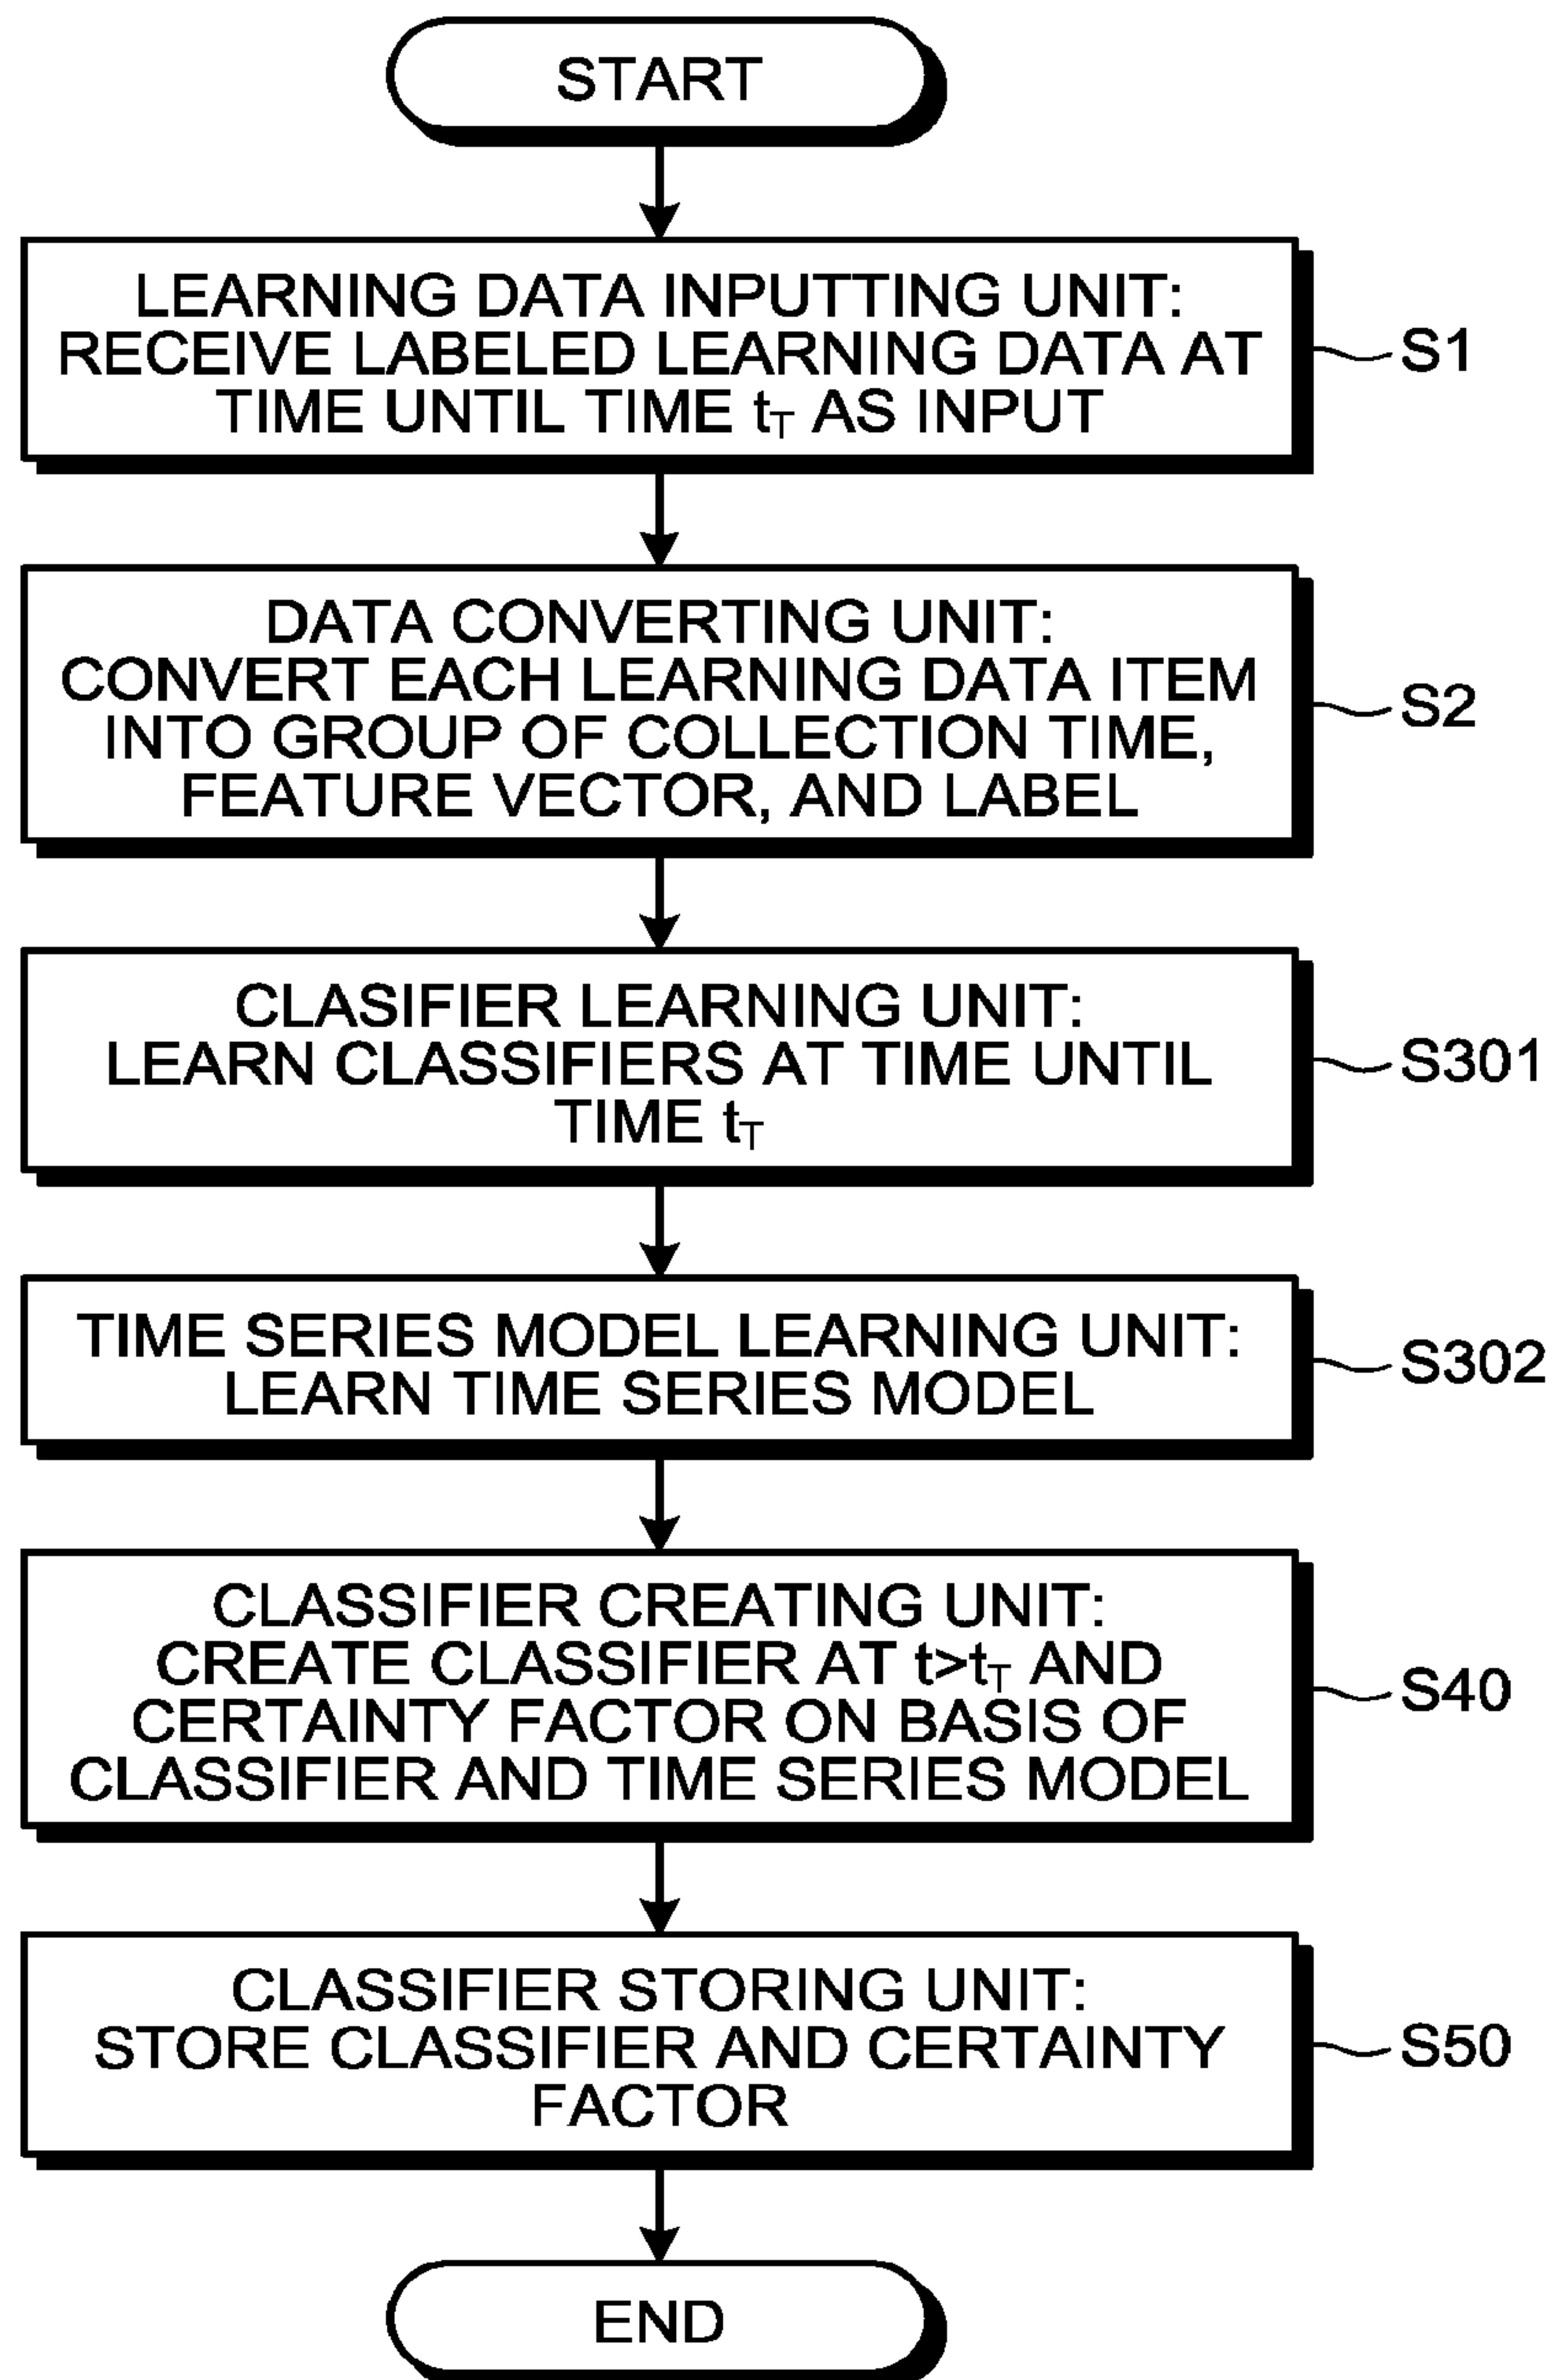 START
LEARNING DATA INPUTTING UNIT:
RECEIVE LABELED LEARNING DATA AT
TIME UNTIL TIME tT AS INPUT
S1
DATA CONVERTING UNIT:
CONVERT EACH LEARNING DATA ITEM
INTO GROUP OF COLLECTION TIME,
FEATURE VECTOR, AND LABEL
S2
CLASIFIER LEARNING UNIT:
LEARN CLASSIFIERS AT TIME UNTIL
TIME tT
S301
TIME SERIES MODEL LEARNING UNIT:
LEARN TIME SERIES MODEL
S302
CLASSIFIER CREATING UNIT:
CREATE CLASSIFIER AT t>tT AND
CERTAINTY FACTOR ON BASIS OF
CLASSIFIER AND TIME SERIES MODEL
S40
CLASSIFIER STORING UNIT:
STORE CLASSIFIER AND CERTAINTY
FACTOR
S50
END